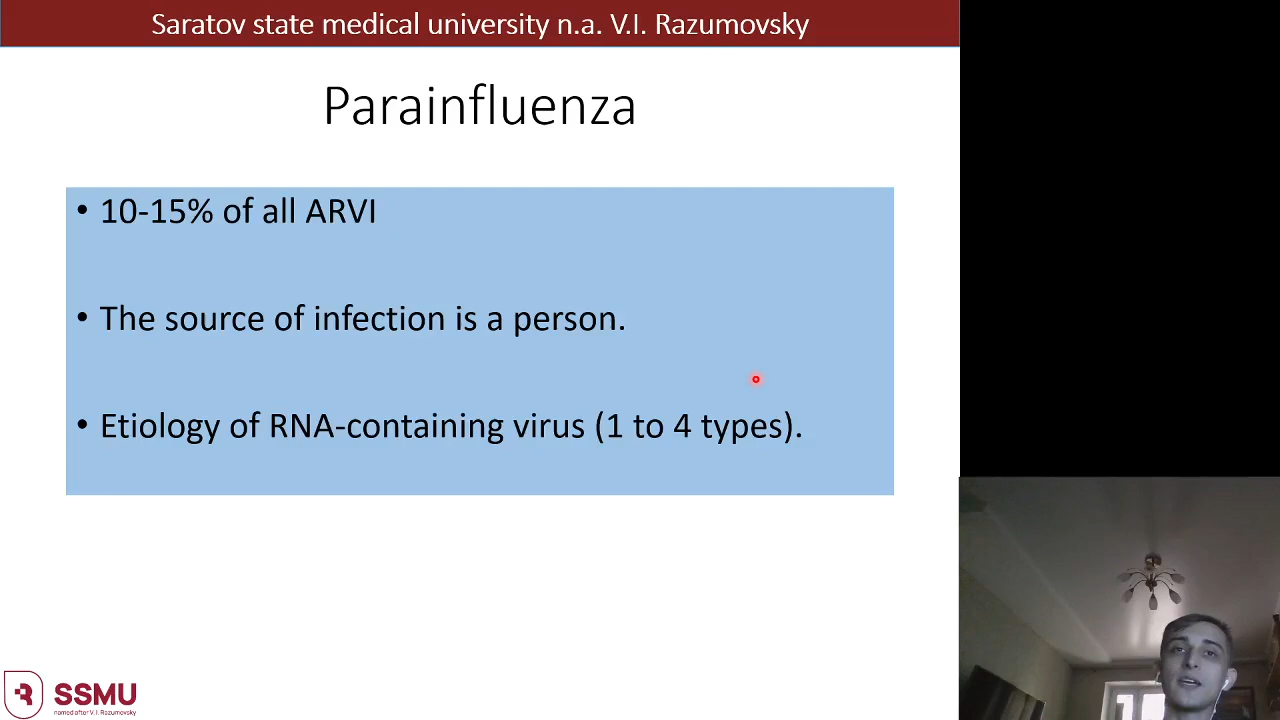 Saratov state medical university n.a. V.I. Razumovsky
Parainfluenza
• 10-15% of all ARVI
• The source of infection is a person.
• Etiology of RNA-containing virus (1 to 4 types).
SSMU
named after V. I. Razumovsky